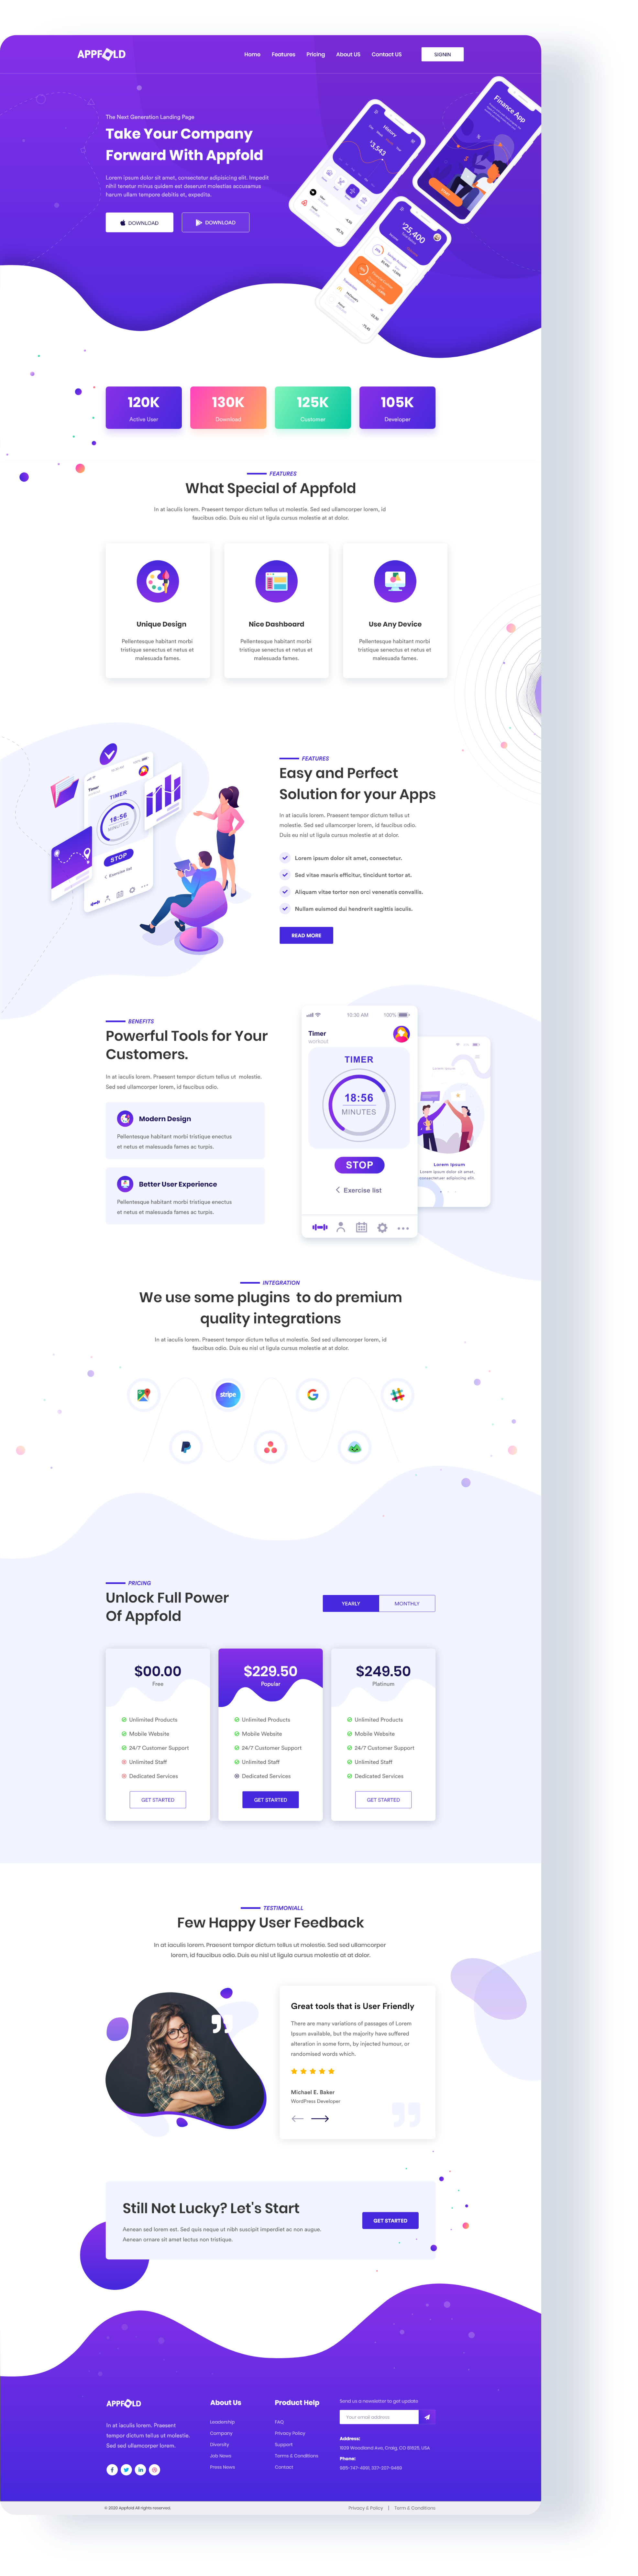 APPFOLD
Home Features Pricing About US Contact US SIGNIN
The Next Generation Landing Page
Take Your Company
Forward With Appfold
Lorem ipsum dolor sit amet, consectetur adipisicing elit. Impedit
nihil tenetur minus quidem est deserunt molestias accusamus
harum ullam tempore debitis et, expedita.
DOWNLOAD DOWNLOAD
History
$3,543
Finance App
$25,400
120K 130K 125K 105K
Active User Download Customer Developer
FEATURES
What Special of Appfold
In at iaculis lorem. Praesent tempor dictum tellus ut molestie. Sed sed ullamcorper lorem, id
faucibus odio. Duis eu nisl ut ligula cursus molestie at at dolor.
Unique Design
Pellentesque habitant morbi
tristique senectus et netus et
malesuada fames.
Nice Dashboard
Pellentesque habitant morbi
tristique senectus et netus et
malesuada fames.
Use Any Device
Pellentesque habitant morbi
tristique senectus et netus et
malesuada fames.
Timer
TIMER
18:56
MINUTES
STOP
Exercise list
FEATURES
Easy and Perfect
Solution for your Apps
In at iaculis lorem. Praesent tempor dictum tellus ut
molestie. Sed sed ullamcorper lorem, id faucibus odio.
Duis eu nisl ut ligula cursus molestie at at dolor.
Lorem ipsum dolor sit amet, consectetur.
Sed vitae mauris efficitur, tincidunt tortor at.
Aliquam vitae tortor non orci venenatis convallis.
Nullam euismod dui hendrerit sagittis iaculis.
READ MORE
BENEFITS
Powerful Tools for Your
Customers.
In at iaculis lorem. Praesent tempor dictum tellus ut molestie.
Sed sed ullamcorper lorem, id faucibus odio.
Modern Design
Pellentesque habitant morbi tristique enectus
et netus et malesuada fames ac turpis.
Better User Experience
Pellentesque habitant morbi tristique enectus
et netus et malesuada fames ac turpis.
10:30 AM 100%
Timer
workout
TIMER
18:56
MINUTES
STOP
Exercise list
Lorem Ipsum
Lorem ipsum dolor sit amet,
consectetuer adipiscing elit
INTEGRATION
We use some plugins to do premium
quality integrations
In at iaculis lorem. Praesent tempor dictum tellus ut molestie. Sed sed ullamcorper lorem, id
faucibus odio. Duis eu nisl ut ligula cursus molestie at at dolor.
stripe
PRICING
Unlock Full Power
Of Appfold
YEARLY MONTHLY
$00.00
Free
Unlimited Products
Mobile Website
24/7 Customer Support
Unlimited Staff
Dedicated Services
GET STARTED
$229.50
Populer
Unlimited Products
Mobile Website
24/7 Customer Support
Unlimited Staff
Dedicated Services
GET STARTED
$249.50
Platinum
Unlimited Products
Mobile Website
24/7 Customer Support
Unlimited Staff
Dedicated Services
GET STARTED
TESTIMONIALL
Few Happy User Feedback
In at iaculis lorem. Praesent tempor dictum tellus ut molestie. Sed sed ullamcorper
lorem, id faucibus odio. Duis eu nisl ut ligula cursus molestie at at dolor.
Great tools that is User Friendly
There are many variations of passages of Lorem
Ipsum available, but the majority have suffered
alteration in some form, by injected humour, or
randomised words which.
Michael E. Baker
WordPress Developer
Still Not Lucky? Let's Start
Aenean sed lorem est. Sed quis neque ut nibh suscipit imperdiet ac non augue.
Aenean ornare sit amet lectus non tristique.
GET STARTED
APPFOLD
In at iaculis lorem. Praesent
tempor dictum tellus ut molestie.
Sed sed ullamcorper lorem.
About Us
Leadership
Company
Diversity
Job News
Press News
Product Help
FAQ
Privacy Policy
Support
Terms & Conditions
Contact
Send us a newsletter to get update
Your email address
Address:
1929 Woodland Ave, Craig, CO 81625, USA
Phone:
© 2020 Appfold All rights reserved. Privacy & Policy | Term & Conditions